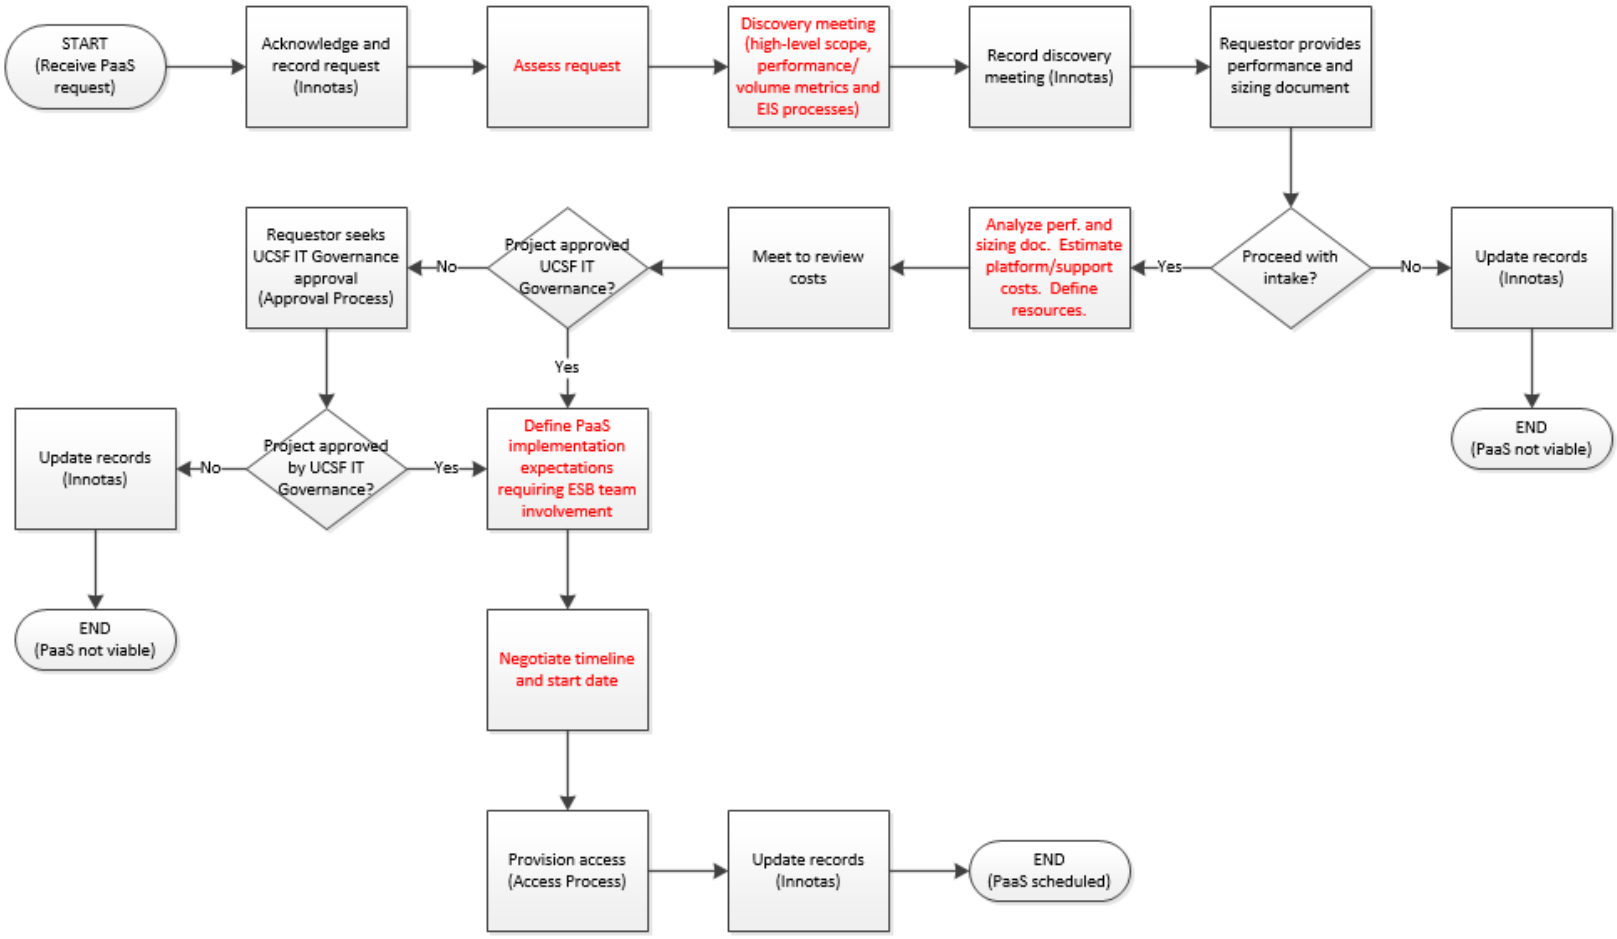 START
(Receive PaaS
request)
Acknowledge and
record request
(Innotas)
Assess request
Discovery meeting
(high-level scope,
performance/
volume metrics and
EIS processes)
Record discovery
meeting (Innotas)
Requestor provides
performance and
sizing document
Proceed with
intake?
No
Update records
(Innotas)
END
(PaaS not viable)
Yes
Analyze perf. and
sizing doc.  Estimate
platform/support
costs.  Define
resources.
Meet to review
costs
Project approved
UCSF IT
Governance?
No
Requestor seeks
UCSF IT Governance
approval
(Approval Process)
Yes
Project approved
by UCSF IT
Governance?
No
Update records
(Innotas)
END
(PaaS not viable)
Yes
Define PaaS
implementation
expectations
requiring ESB team
involvement
Negotiate timeline
and start date
Provision access
(Access Process)
Update records
(Innotas)
END
(PaaS scheduled)